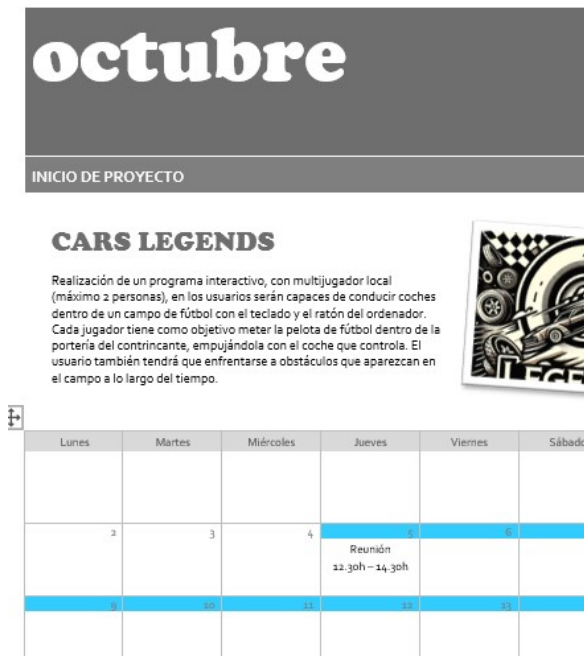 octubre
INICIO DE PROYECTO
CARS LEGENDS
Realización de un programa interactivo, con multijugador local
(máximo 2 personas), en los usuarios serán capaces de conducir coches
dentro de un campo de fútbol con el teclado y el ratón del ordenador.
Cada jugador tiene como objetivo meter la pelota de fútbol dentro de la
portería del contrincante, empujándola con el coche que controla. El
usuario también tendrá que enfrentarse a obstáculos que aparezcan en
el campo a lo largo del tiempo.
Lunes Martes Miércoles Jueves Viernes Sábado
2 3 4 5 6
Reunión
12.30h – 14.30h
9 10 11 12 13